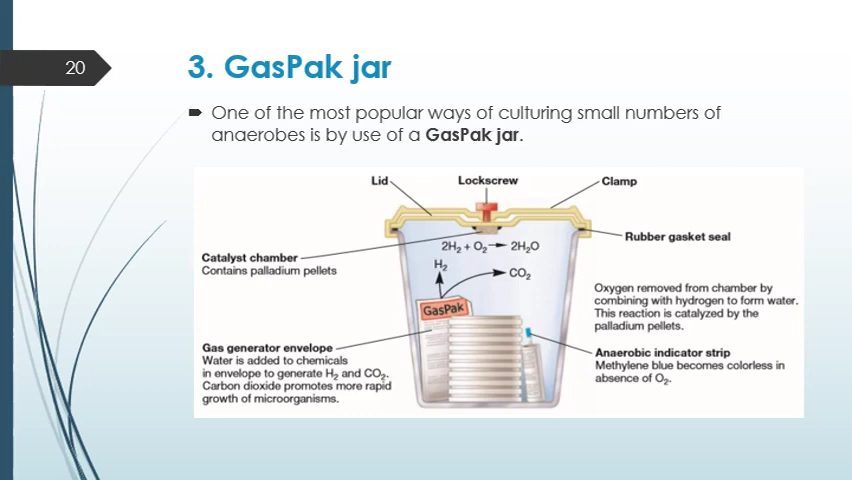 20
3. GasPak jar
One of the most popular ways of culturing small numbers of
anaerobes is by use of a GasPak jar.
Lid
Lockscrew
Clamp
Rubber gasket seal
2H₂ + O₂ → 2H₂O
Catalyst chamber
Contains palladium pellets
H₂
CO₂
Oxygen removed from chamber by
combining with hydrogen to form water.
This reaction is catalyzed by the
palladium pellets.
GasPak
Gas generator envelope
Water is added to chemicals
in envelope to generate H₂ and CO₂.
Carbon dioxide promotes more rapid
growth of microorganisms.
Anaerobic indicator strip
Methylene blue becomes colorless in
absence of O₂.